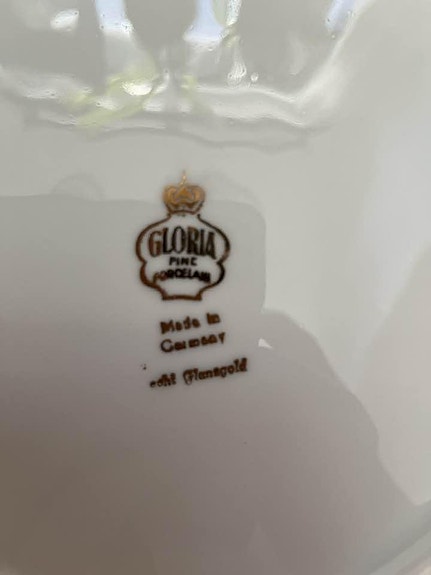 GLORIA
FINE
PORCELAIN
Made in
Germany
echt Glanzgold